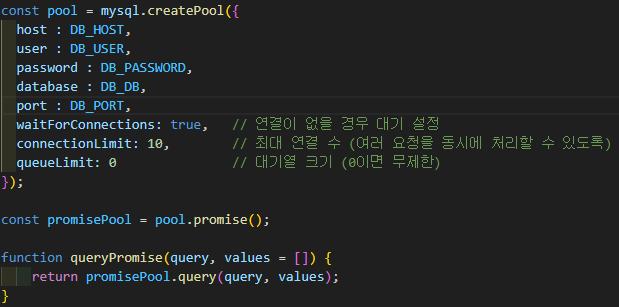 const pool = mysql.createPool({
  host : DB_HOST,
  user : DB_USER,
  password : DB_PASSWORD,
  database : DB_DB,
  port : DB_PORT,
  waitForConnections: true,   // 연결이 없을 경우 대기 설정
  connectionLimit: 10,        // 최대 연결 수 (여러 요청을 동시에 처리할 수 있도록)
  queueLimit: 0               // 대기열 크기 (0이면 무제한)
});

const promisePool = pool.promise();

function queryPromise(query, values = []) {
    return promisePool.query(query, values);
}